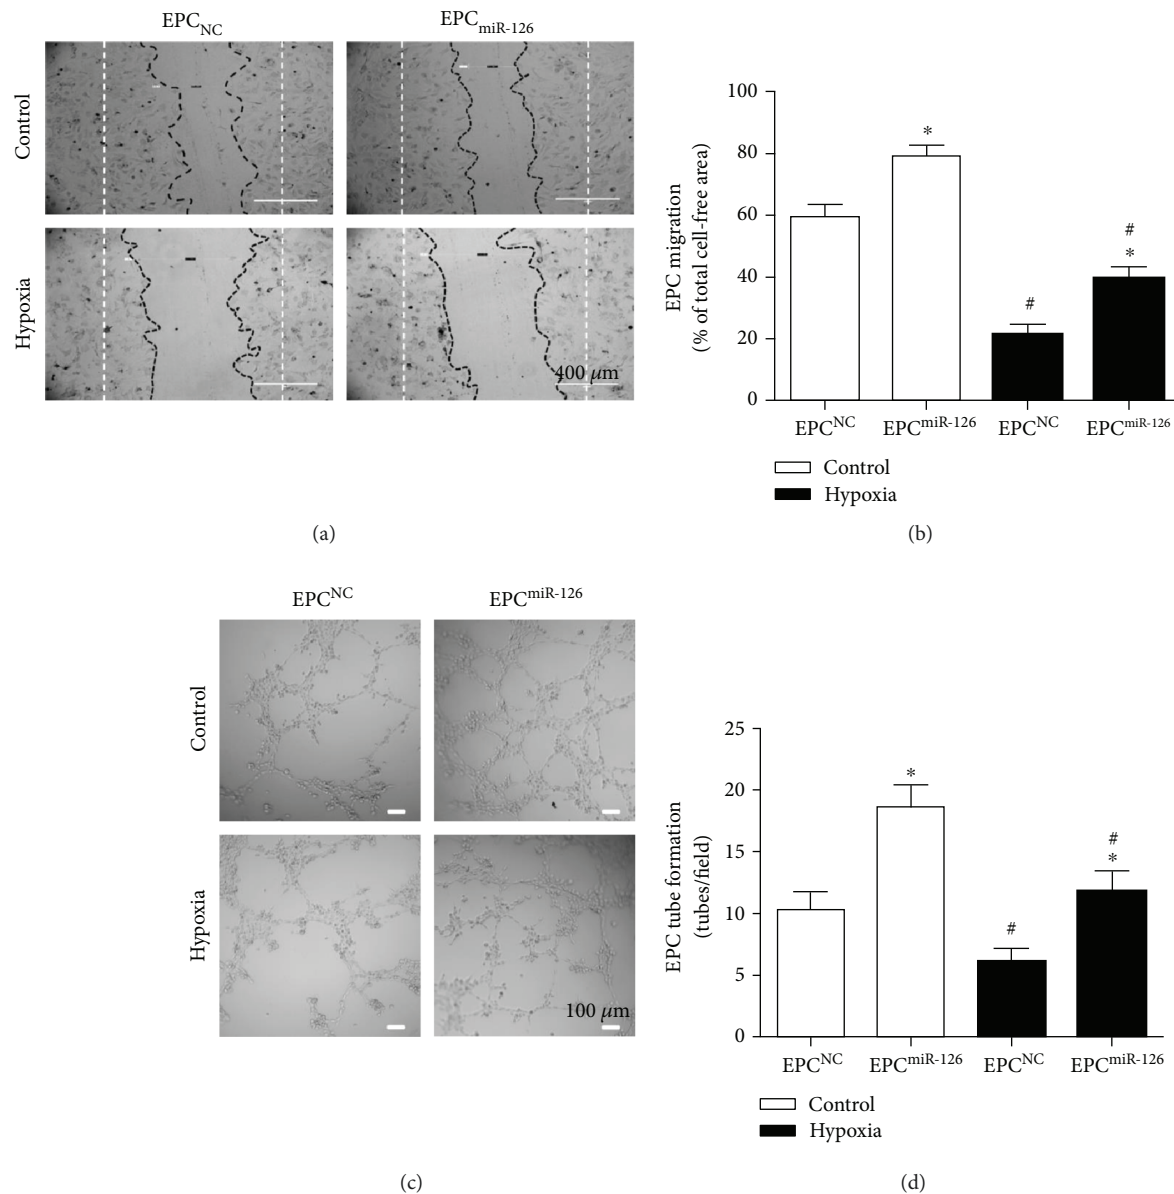 EPC_NC EPC_miR-126
Control
Hypoxia
400 μm
(a)
EPC migration
(% of total cell-free area)
100
80
60
40
20
0
*
#
#
*
EPC^NC EPC^miR-126 EPC^NC EPC^miR-126
Control
Hypoxia
(b)
EPC^NC EPC^miR-126
Control
Hypoxia
100 μm
(c)
EPC tube formation
(tubes/field)
25
20
15
10
5
0
*
#
#
*
EPC^NC EPC^miR-126 EPC^NC EPC^miR-126
Control
Hypoxia
(d)